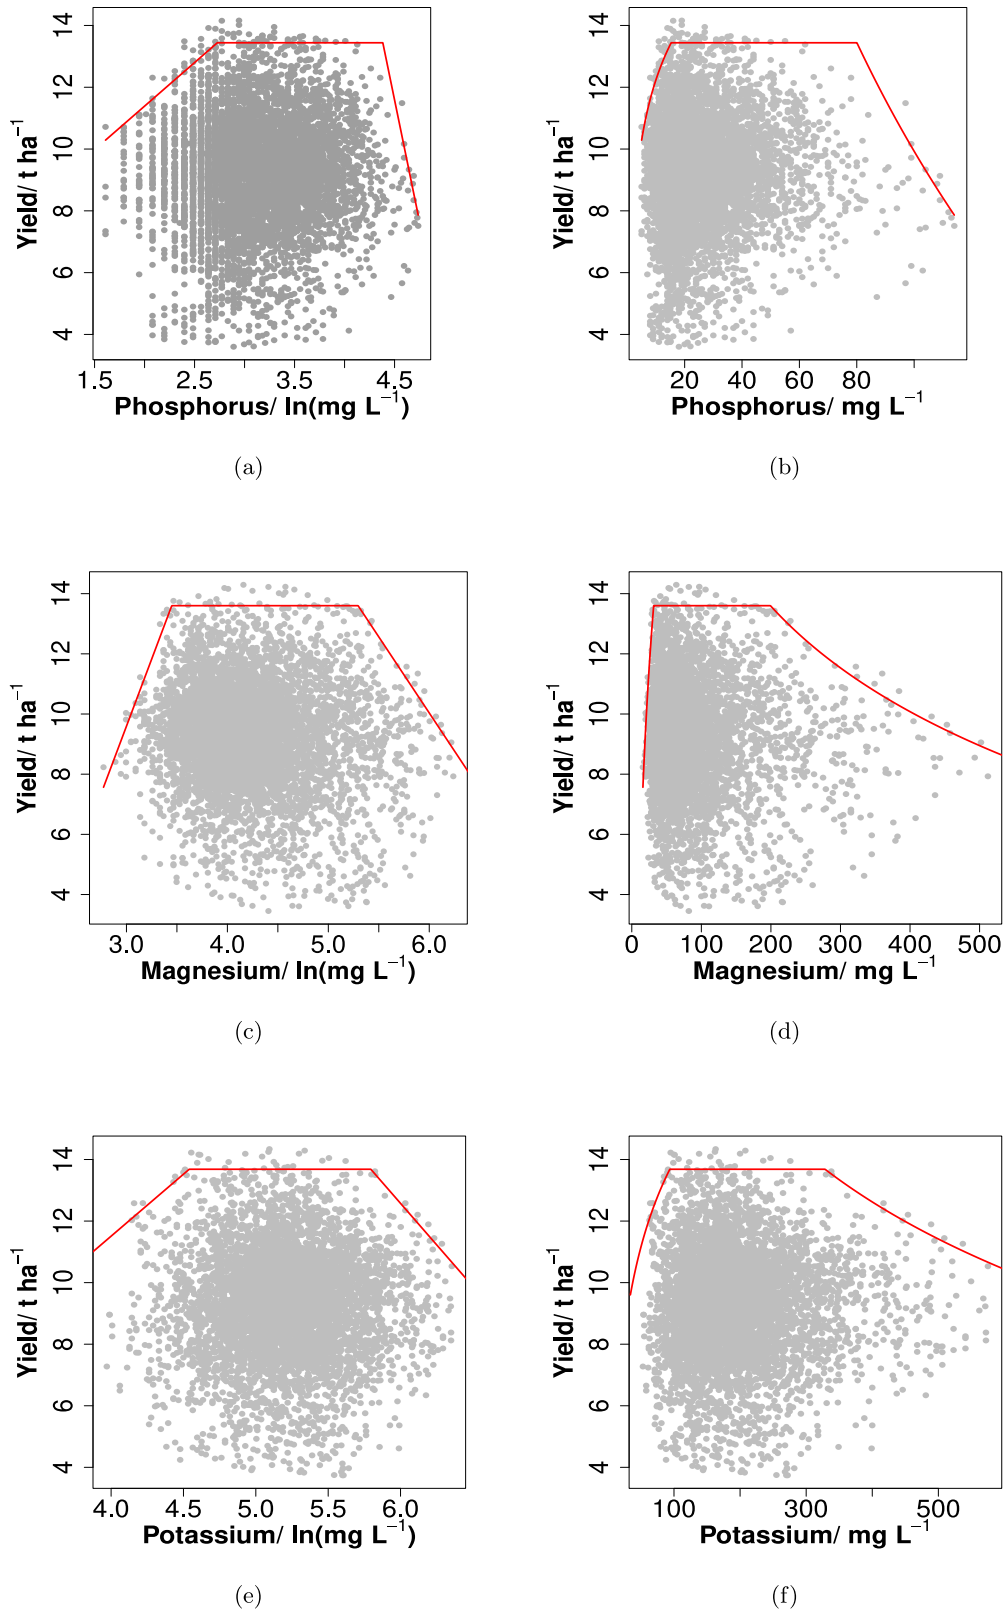 14
12
10
8
6
4
Yield/ t ha⁻¹
1.5 2.5 3.5 4.5
Phosphorus/ ln(mg L⁻¹)
(a)
14
12
10
8
6
4
Yield/ t ha⁻¹
20 40 60 80
Phosphorus/ mg L⁻¹
(b)
14
12
10
8
6
4
Yield/ t ha⁻¹
3.0 4.0 5.0 6.0
Magnesium/ ln(mg L⁻¹)
(c)
14
12
10
8
6
4
Yield/ t ha⁻¹
0 100 200 300 400 500
Magnesium/ mg L⁻¹
(d)
14
12
10
8
6
4
Yield/ t ha⁻¹
4.0 4.5 5.0 5.5 6.0
Potassium/ ln(mg L⁻¹)
(e)
14
12
10
8
6
4
Yield/ t ha⁻¹
100 300 500
Potassium/ mg L⁻¹
(f)